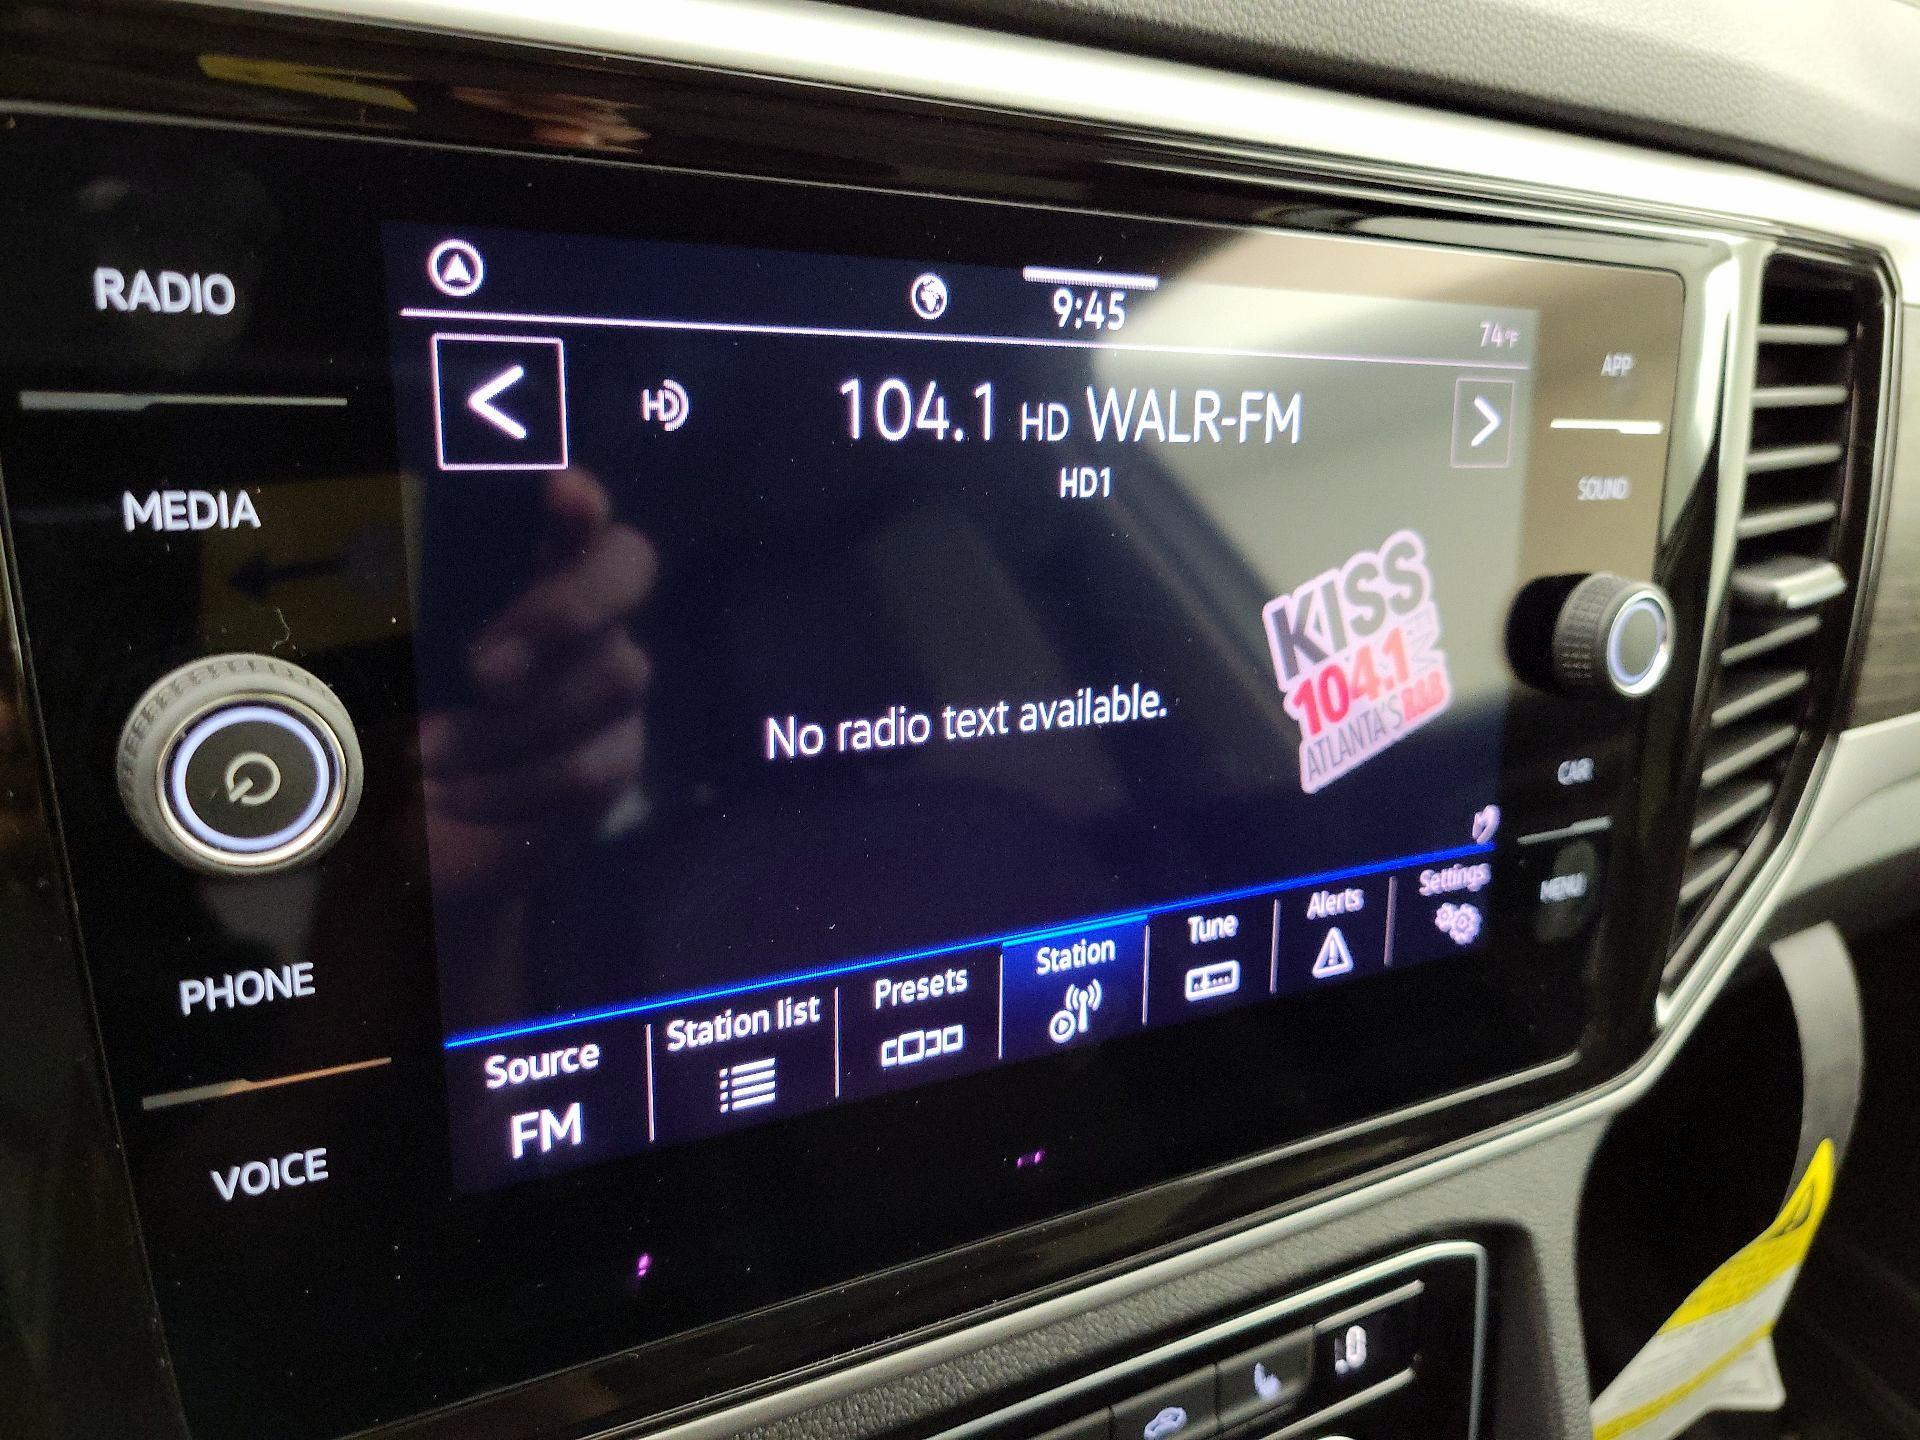 RADIO
MEDIA
PHONE
VOICE
9:45
74°F
104.1 HD WALR-FM
HD1
No radio text available.
KISS
FM
104.1
ATLANTA'S R&B
Source
FM
Station list
Presets
Station
Tune
Alerts
Settings
APP
SOUND
CAR
MENU